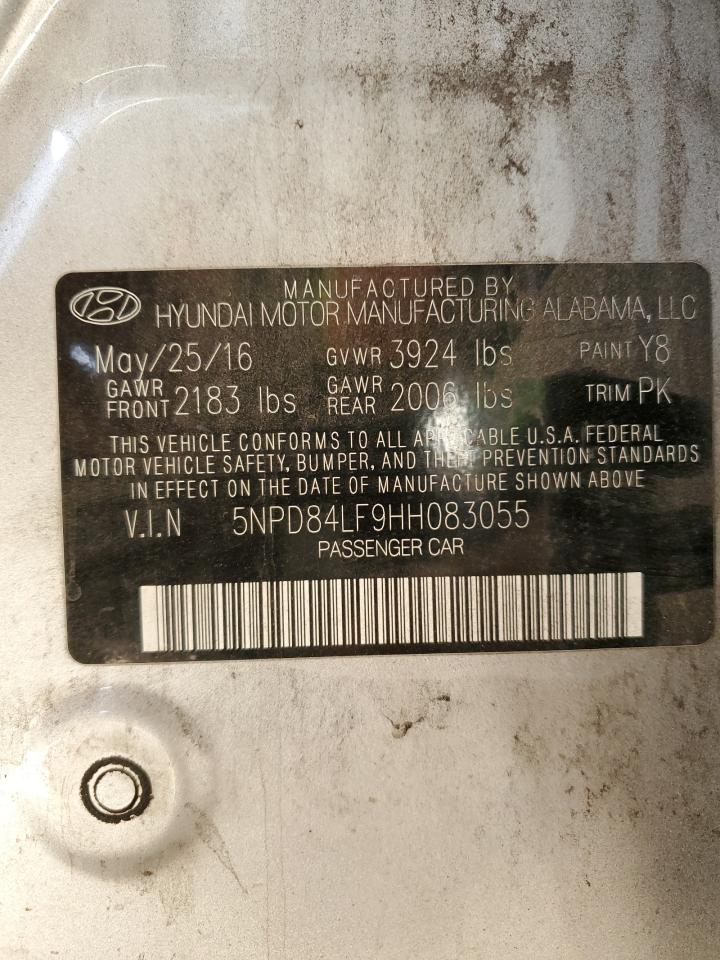 MANUFACTURED BY
HYUNDAI MOTOR MANUFACTURING ALABAMA, LLC
May/25/16 GVWR 3924 lbs PAINT Y8
GAWR FRONT 2183 lbs GAWR REAR 2006 lbs TRIM PK
THIS VEHICLE CONFORMS TO ALL APPLICABLE U.S.A. FEDERAL
MOTOR VEHICLE SAFETY, BUMPER, AND THEFT PREVENTION STANDARDS
IN EFFECT ON THE DATE OF MANUFACTURE SHOWN ABOVE
V.I.N 5NPD84LF9HH083055
PASSENGER CAR